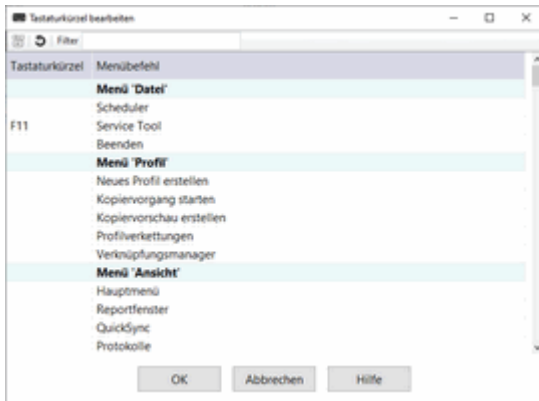 Tastaturkürzel bearbeiten
Filter
Tastaturkürzel Menübefehl
Menü 'Datei'
Scheduler
F11 Service Tool
Beenden
Menü 'Profil'
Neues Profil erstellen
Kopiervorgang starten
Kopiervorschau erstellen
Profilverkettungen
Verknüpfungsmanager
Menü 'Ansicht'
Hauptmenü
Reportfenster
QuickSync
Protokolle
OK Abbrechen Hilfe